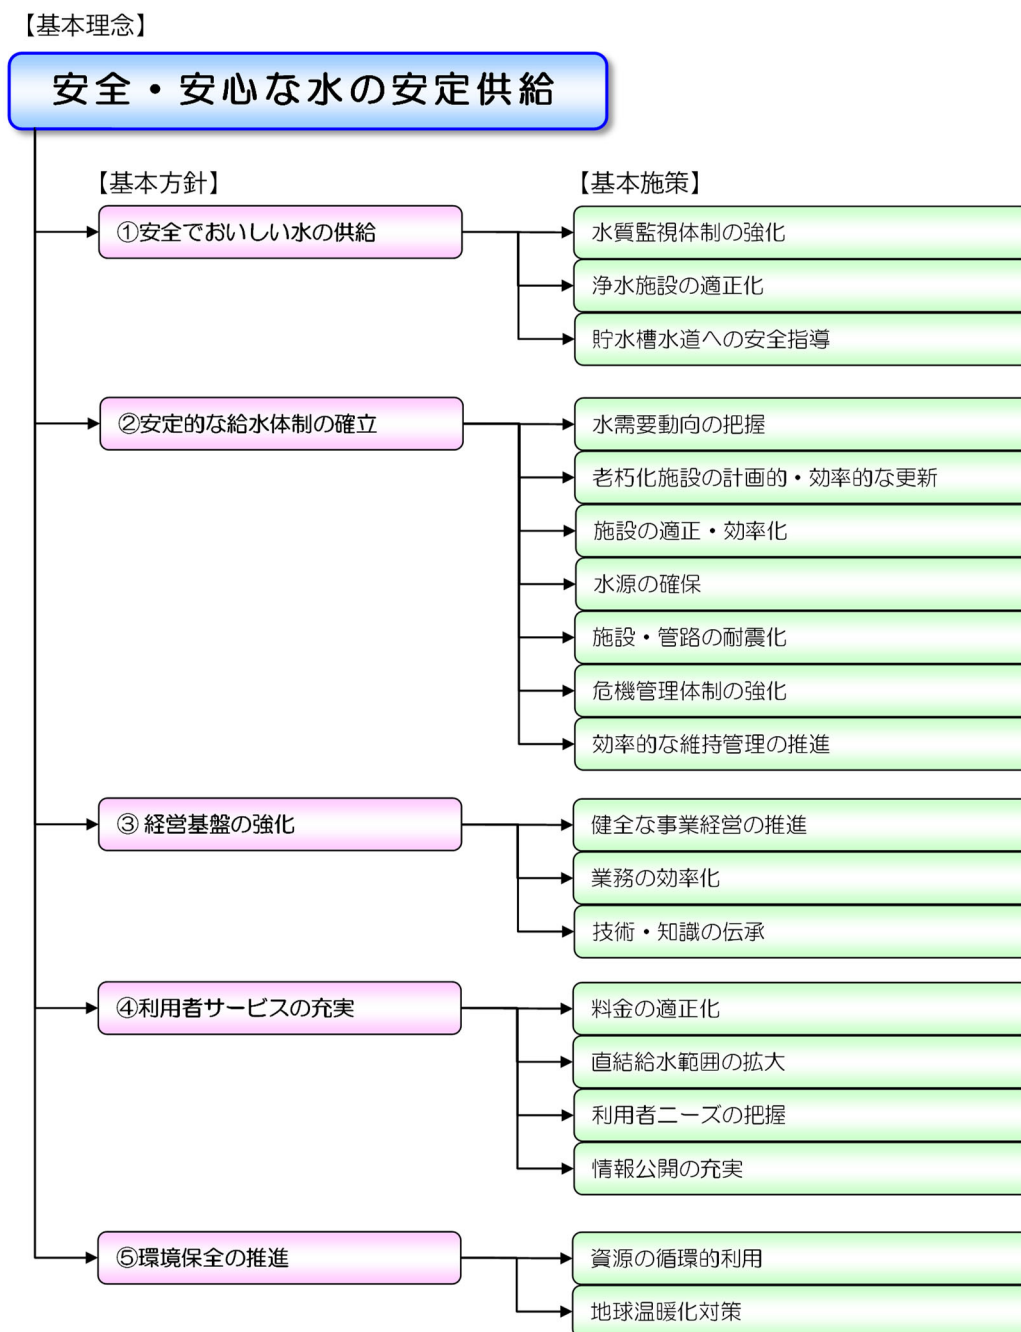 【基本理念】
安全・安心な水の安定供給
【基本方針】
【基本施策】
①安全でおいしい水の供給
水質監視体制の強化
浄水施設の適正化
貯水槽水道への安全指導
②安定的な給水体制の確立
水需要動向の把握
老朽化施設の計画的・効率的な更新
施設の適正・効率化
水源の確保
施設・管路の耐震化
危機管理体制の強化
効率的な維持管理の推進
③ 経営基盤の強化
健全な事業経営の推進
業務の効率化
技術・知識の伝承
④利用者サービスの充実
料金の適正化
直結給水範囲の拡大
利用者ニーズの把握
情報公開の充実
⑤環境保全の推進
資源の循環的利用
地球温暖化対策